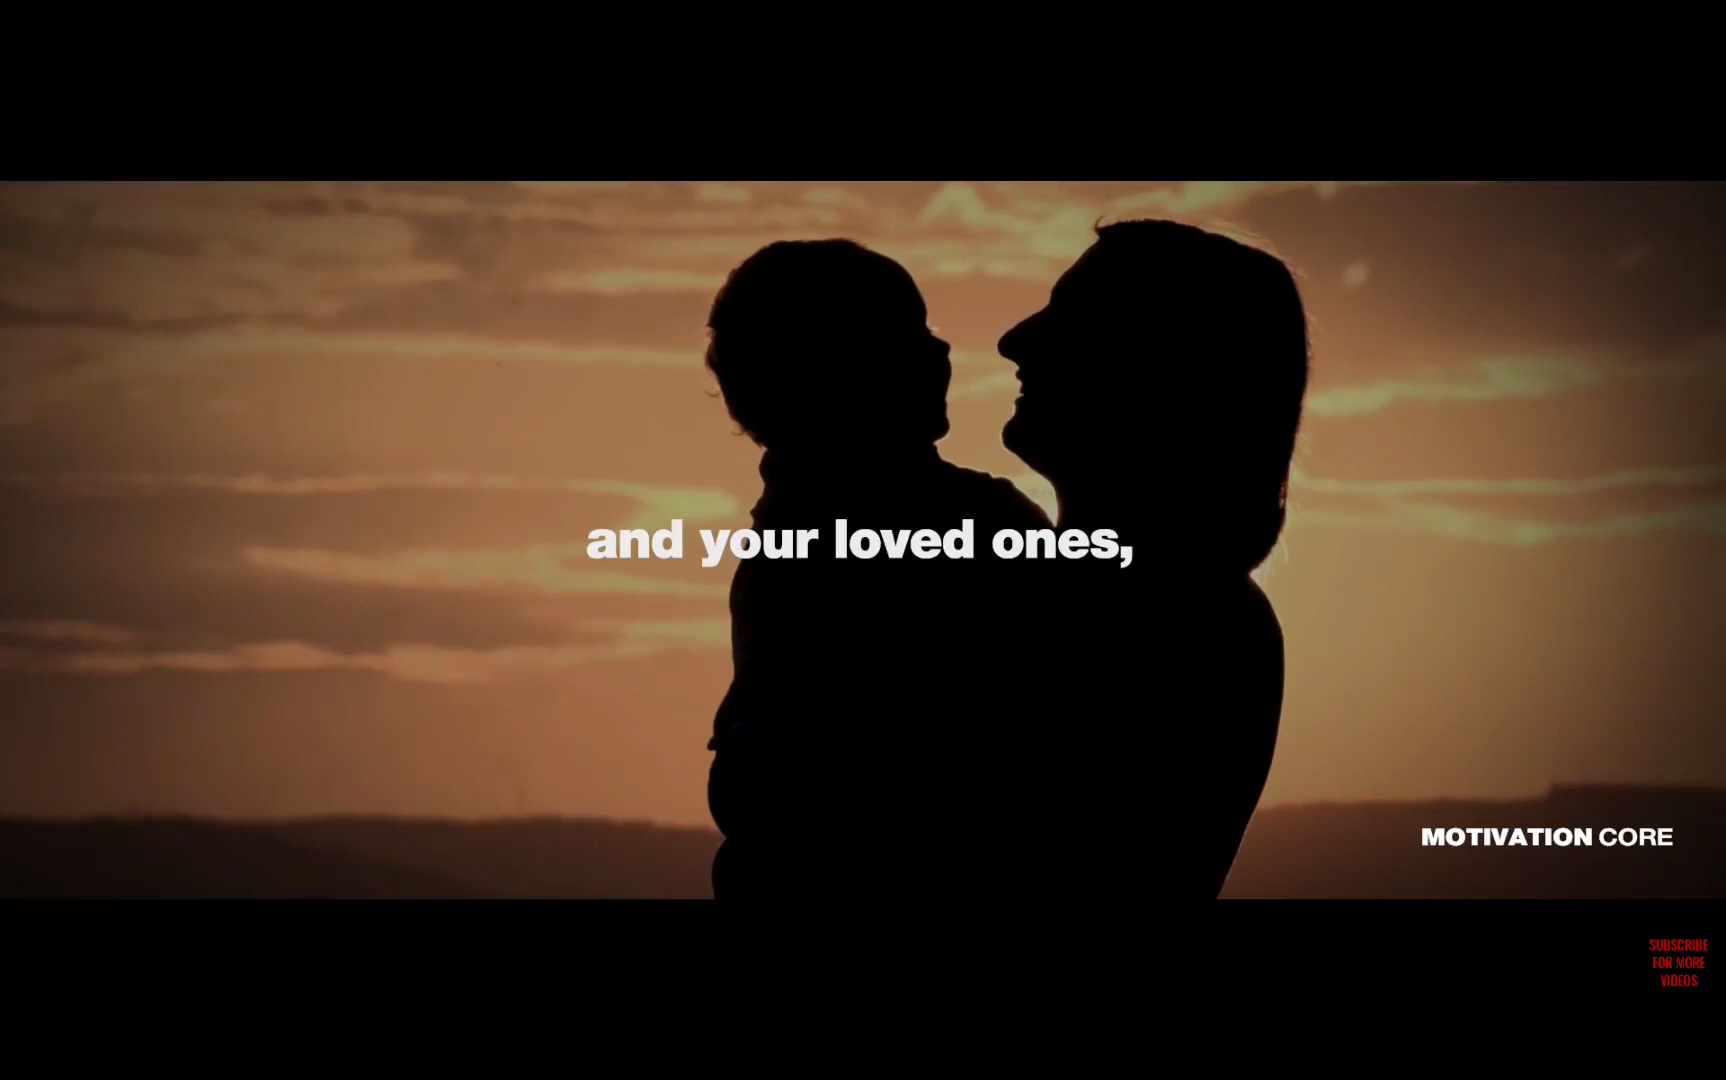 and your loved ones,
MOTIVATION CORE
SUBSCRIBE
FOR MORE
VIDEOS